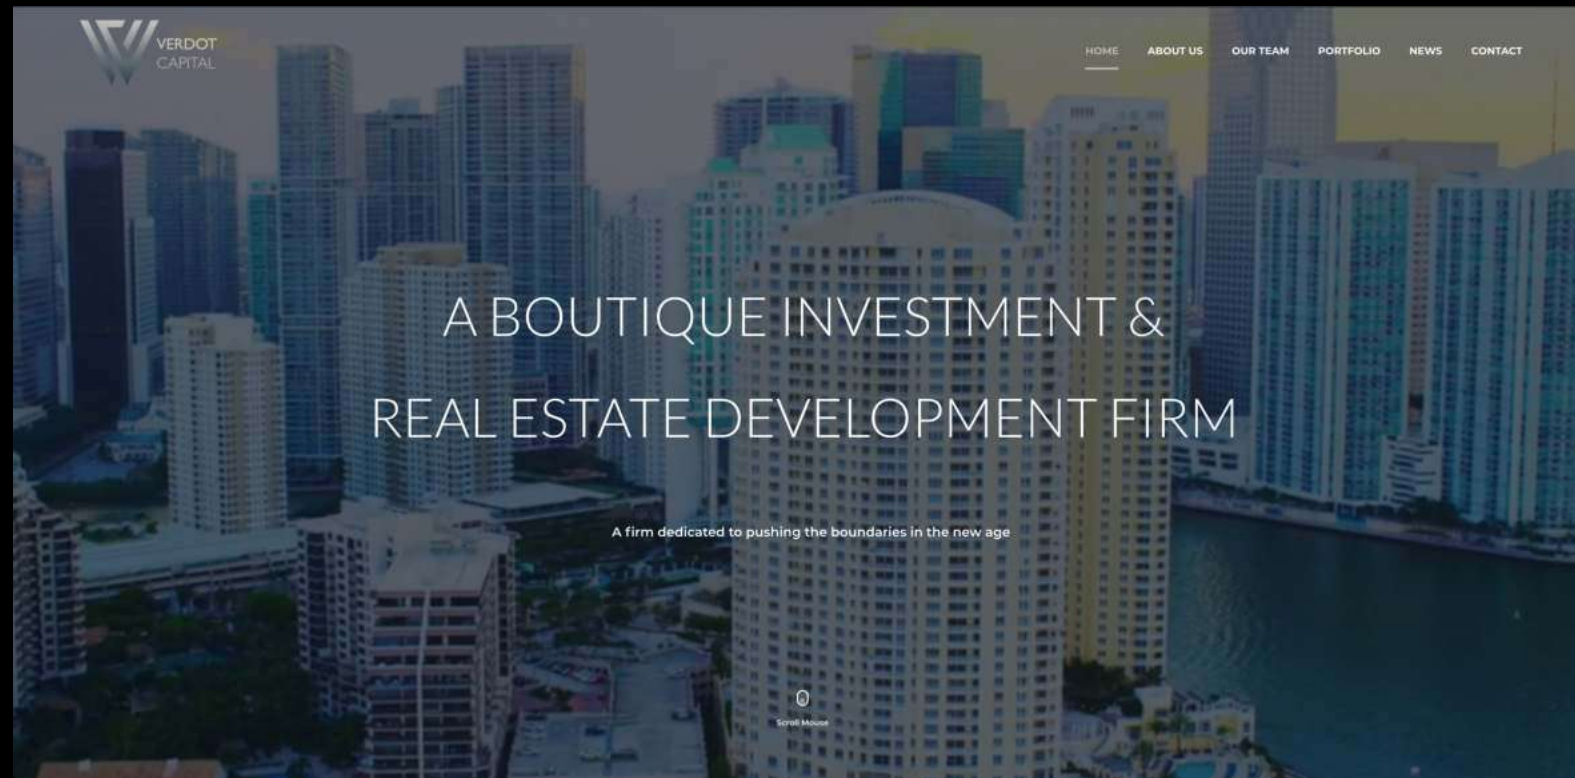 VERDOT
CAPITAL
HOME ABOUT US OUR TEAM PORTFOLIO NEWS CONTACT
A BOUTIQUE INVESTMENT &
REAL ESTATE DEVELOPMENT FIRM
A firm dedicated to pushing the boundaries in the new age
Scroll Mouse